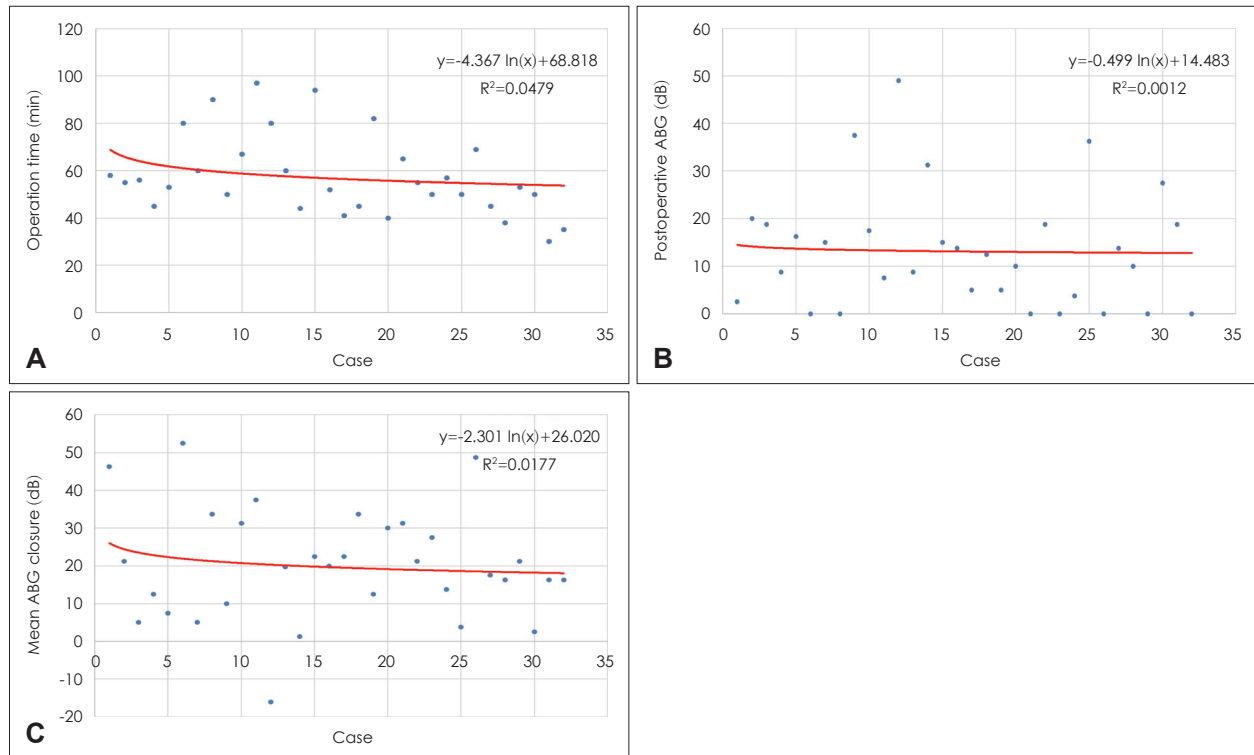 120
100
80
60
40
20
0
0 5 10 15 20 25 30 35
Operation time (min)
Case
y=-4.367 ln(x)+68.818
R²=0.0479
A
60
50
40
30
20
10
0
0 5 10 15 20 25 30 35
Postoperative ABG (dB)
Case
y=-0.499 ln(x)+14.483
R²=0.0012
B
60
50
40
30
20
10
0
-10
-20
0 5 10 15 20 25 30 35
Mean ABG closure (dB)
Case
y=-2.301 ln(x)+26.020
R²=0.0177
C